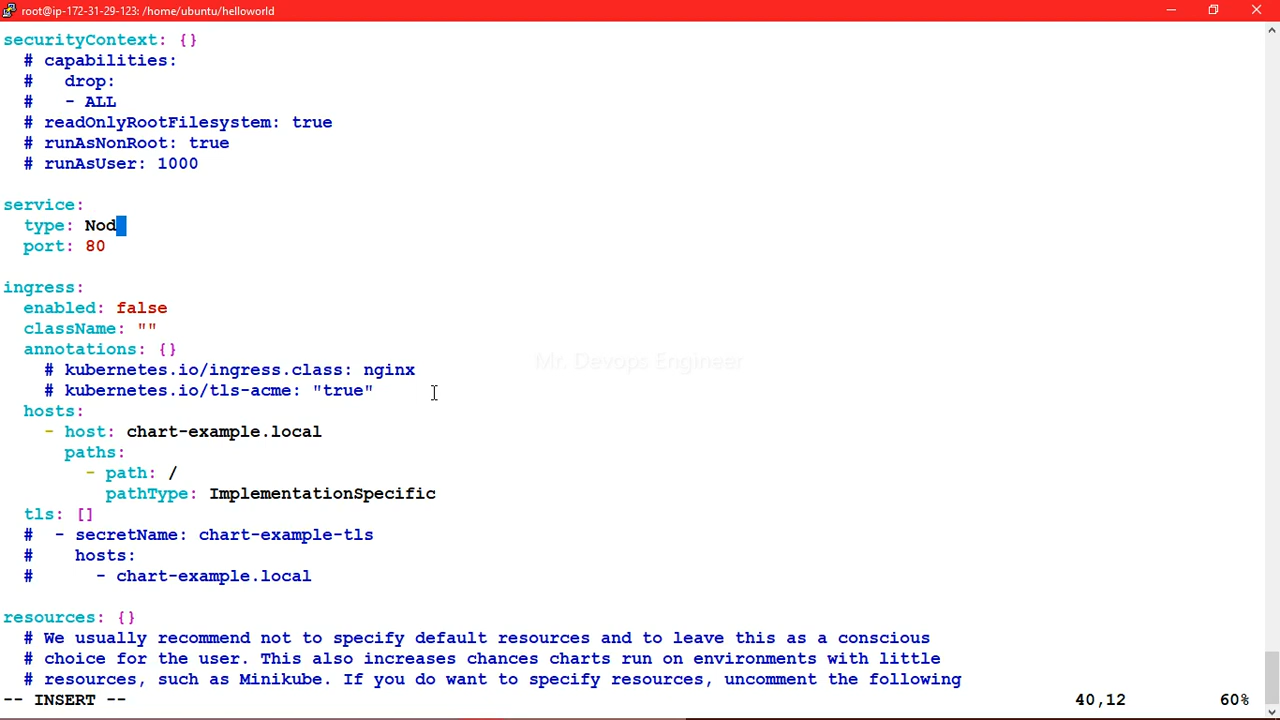 root@ip-172-31-29-123: /home/ubuntu/helloworld
securityContext: {}
  # capabilities:
  #   drop:
  #   - ALL
  # readOnlyRootFilesystem: true
  # runAsNonRoot: true
  # runAsUser: 1000
service:
  type: Nod
  port: 80
ingress:
  enabled: false
  className: ""
  annotations: {}
    # kubernetes.io/ingress.class: nginx
    # kubernetes.io/tls-acme: "true"
  hosts:
    - host: chart-example.local
      paths:
        - path: /
          pathType: ImplementationSpecific
  tls: []
  #  - secretName: chart-example-tls
  #    hosts:
  #      - chart-example.local
resources: {}
  # We usually recommend not to specify default resources and to leave this as a conscious
  # choice for the user. This also increases chances charts run on environments with little
  # resources, such as Minikube. If you do want to specify resources, uncomment the following
-- INSERT -- 40,12 60%
Mr. Devops Engineer